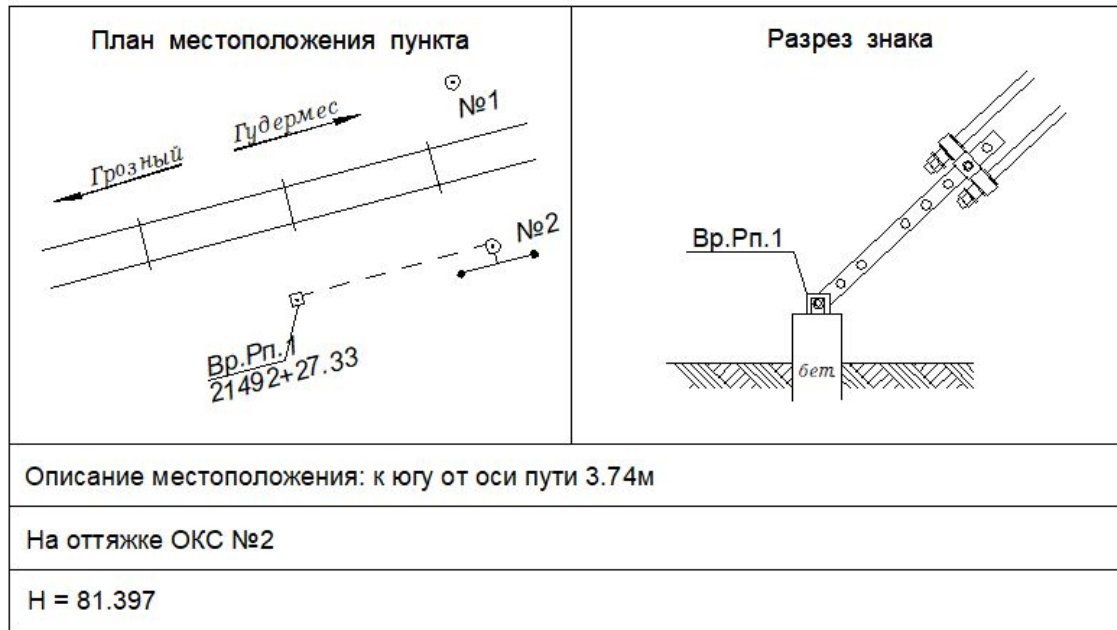 План местоположения пункта
№1
Гудермес
Грозный
№2
Вр.Рп.1
21492+27.33
Разрез знака
Вр.Рп.1
бет.
Описание местоположения: к югу от оси пути 3.74м
На оттяжке ОКС №2
Н = 81.397